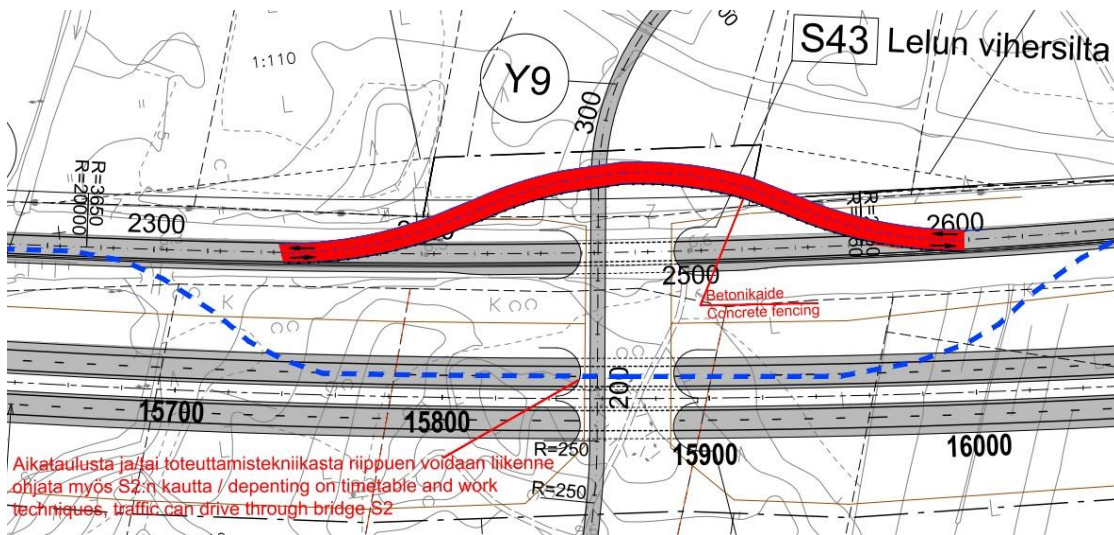 S43 Lelun vihersilta
1:110
Y9
300
R=3650
R=2000
2300
2600
2500
Betonikaide
Concrete fencing
200
15700
15800
15900
16000
R=250
R=250
Aikataulusta ja/tai toteuttamistekniikasta riippuen voidaan liikenne
ohjata myös S2:n kautta / depenting on timetable and work
techniques, traffic can drive through bridge S2